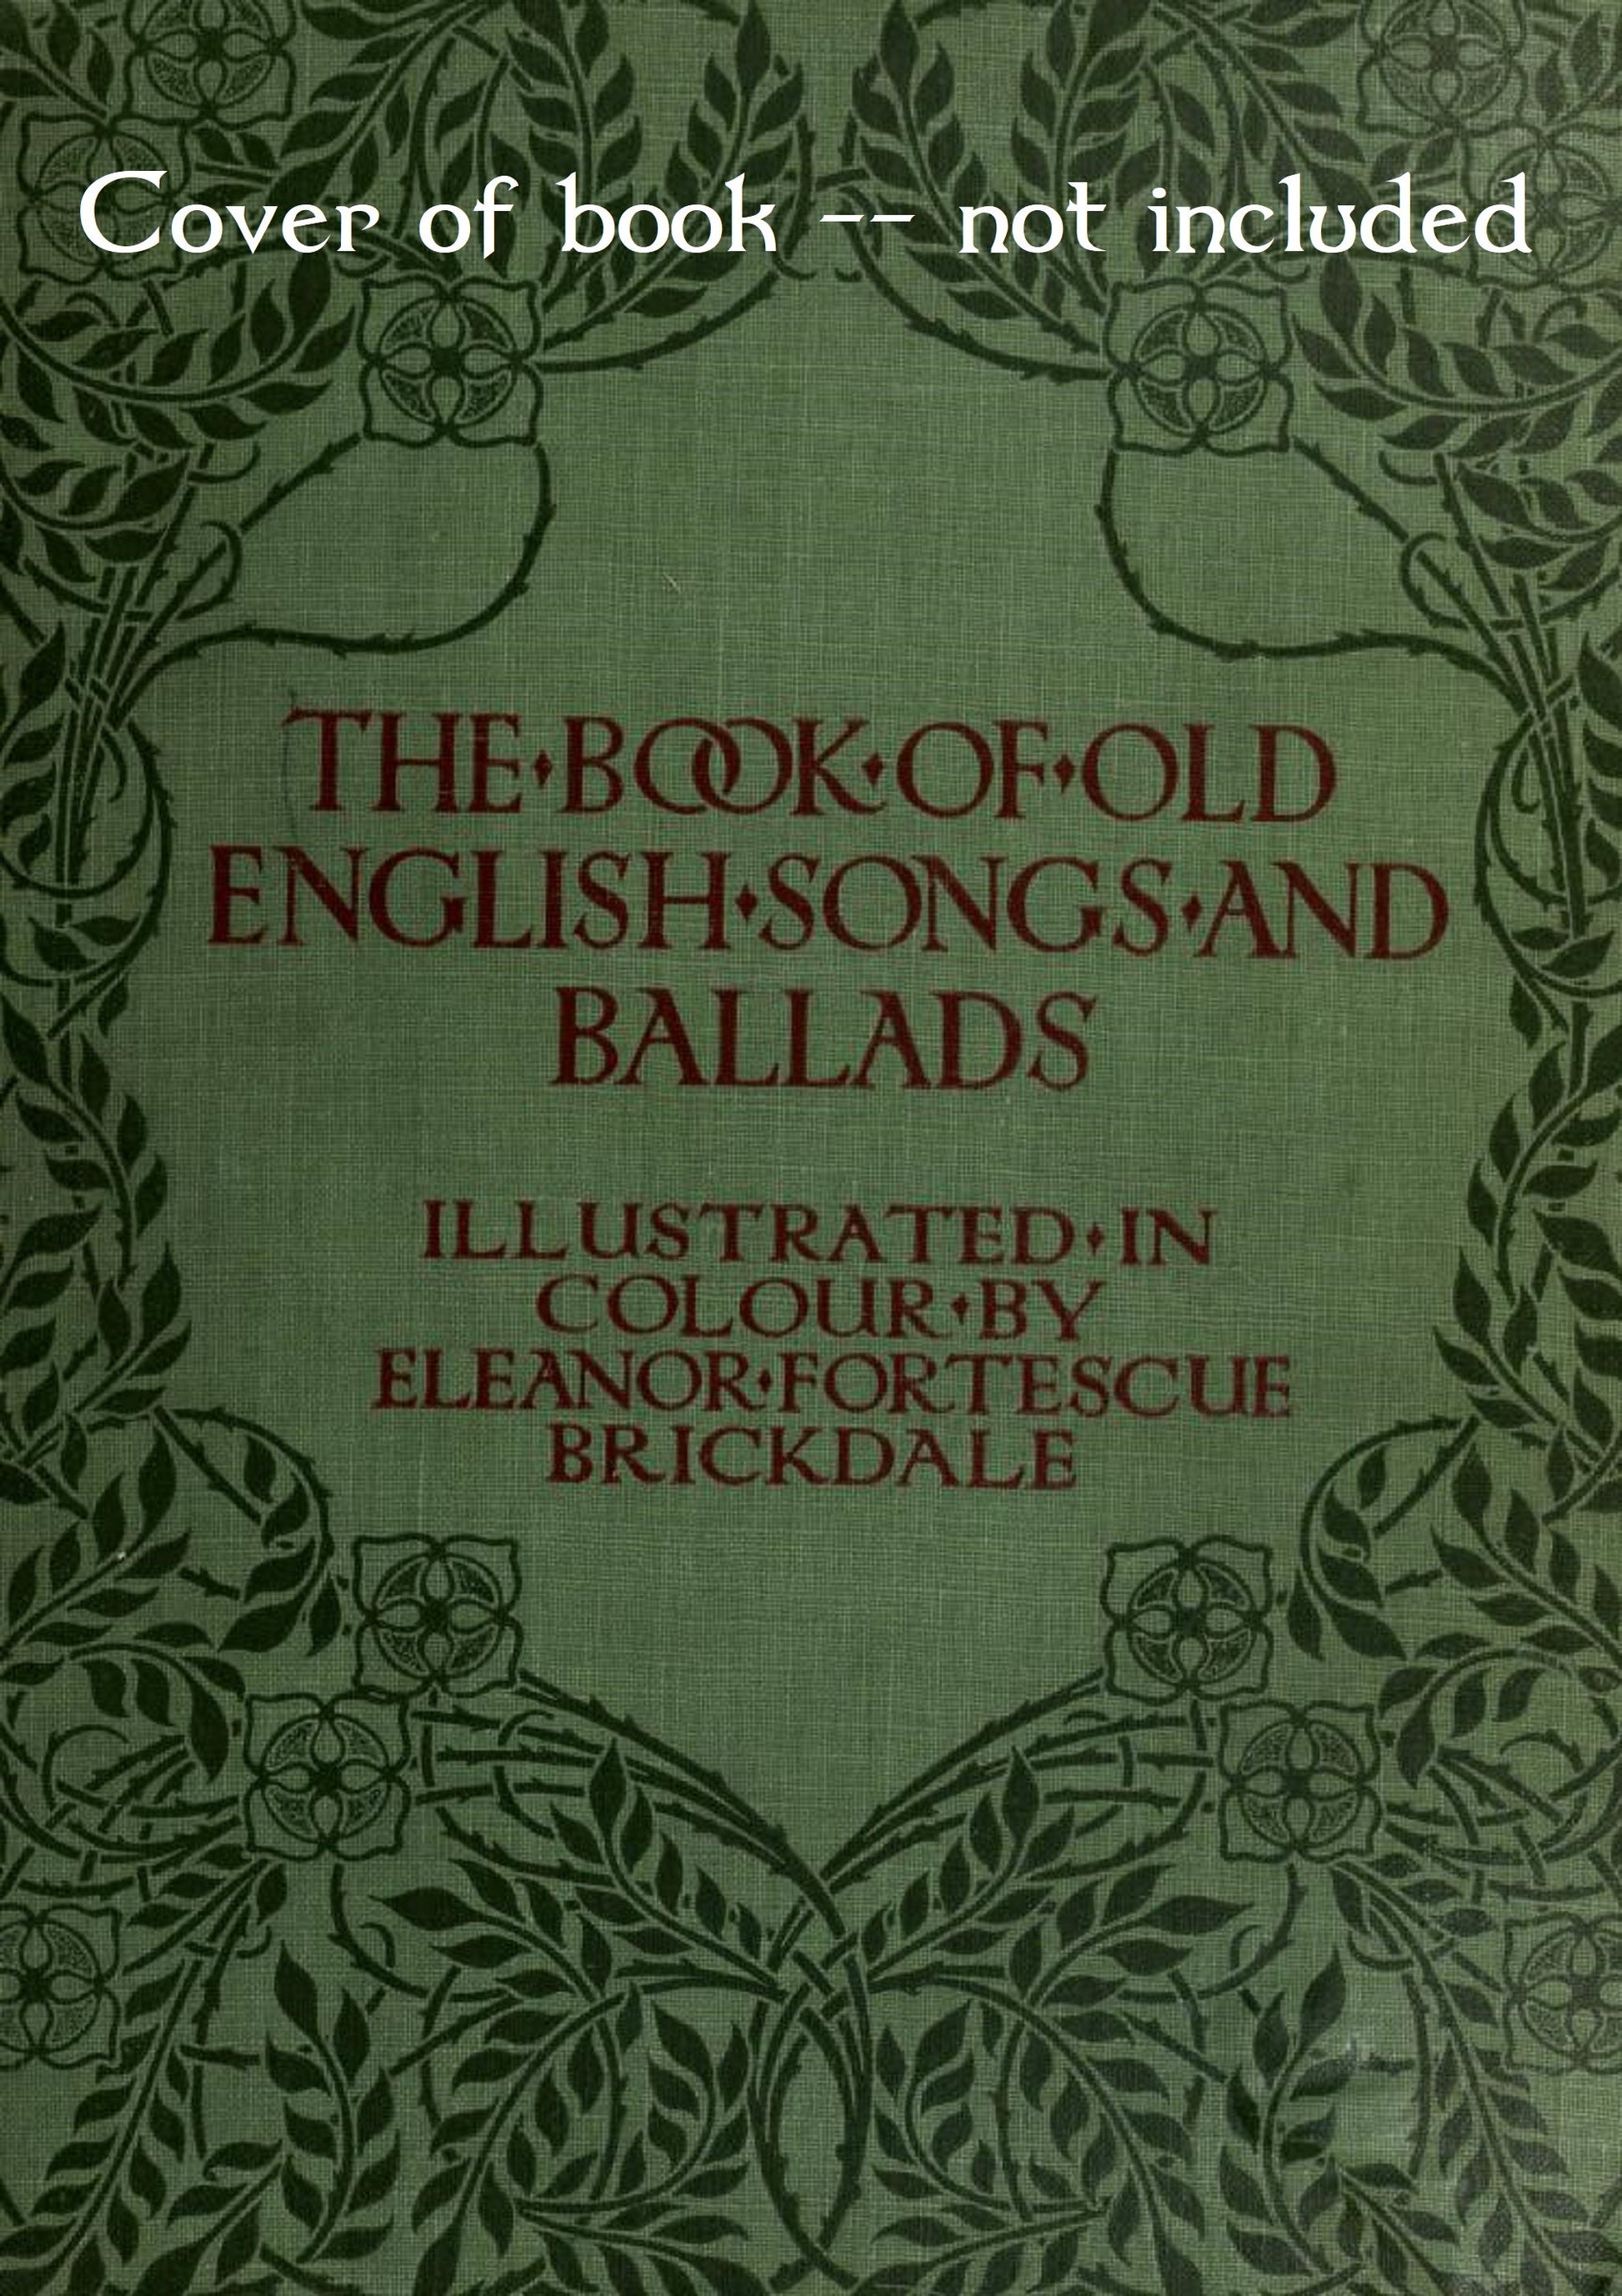 Cover of book -- not included
THE♦BOOK♦OF♦OLD
ENGLISH♦SONGS♦AND
BALLADS
ILLUSTRATED♦IN
COLOUR♦BY
ELEANOR♦FORTESCUE
BRICKDALE